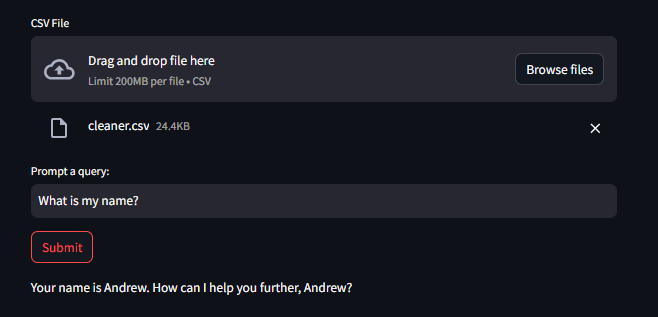 CSV File
Drag and drop file here
Limit 200MB per file • CSV
Browse files
cleaner.csv 24.4KB
Prompt a query:
What is my name?
Submit
Your name is Andrew. How can I help you further, Andrew?